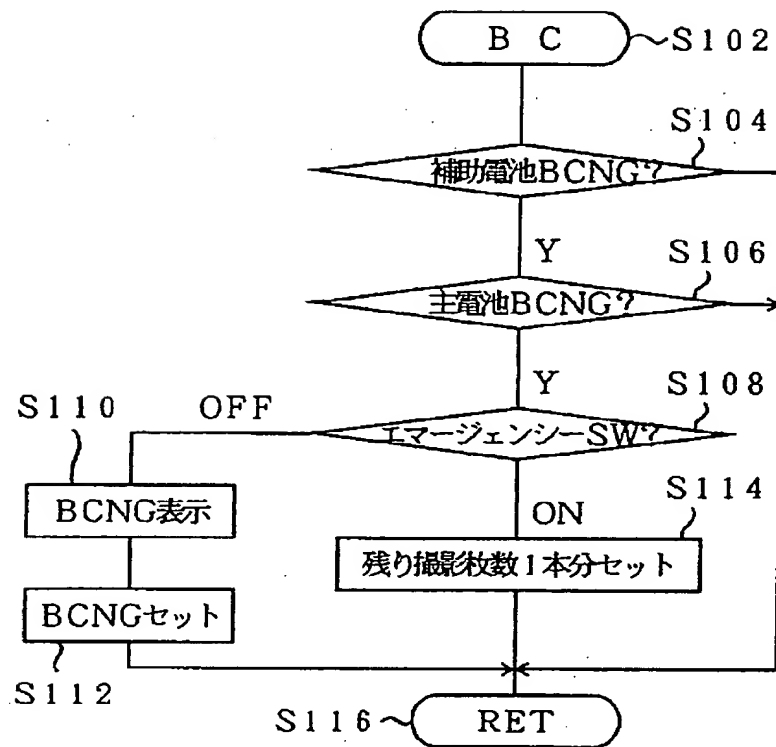 B C
S102
S104
補助電池BCNG?
Y
S106
主電池BCNG?
Y
S108
エマージェンシーSW?
S110
OFF
BCNG表示
ON
S114
残り撮影枚数1本分セット
BCNGセット
S112
S116
RET